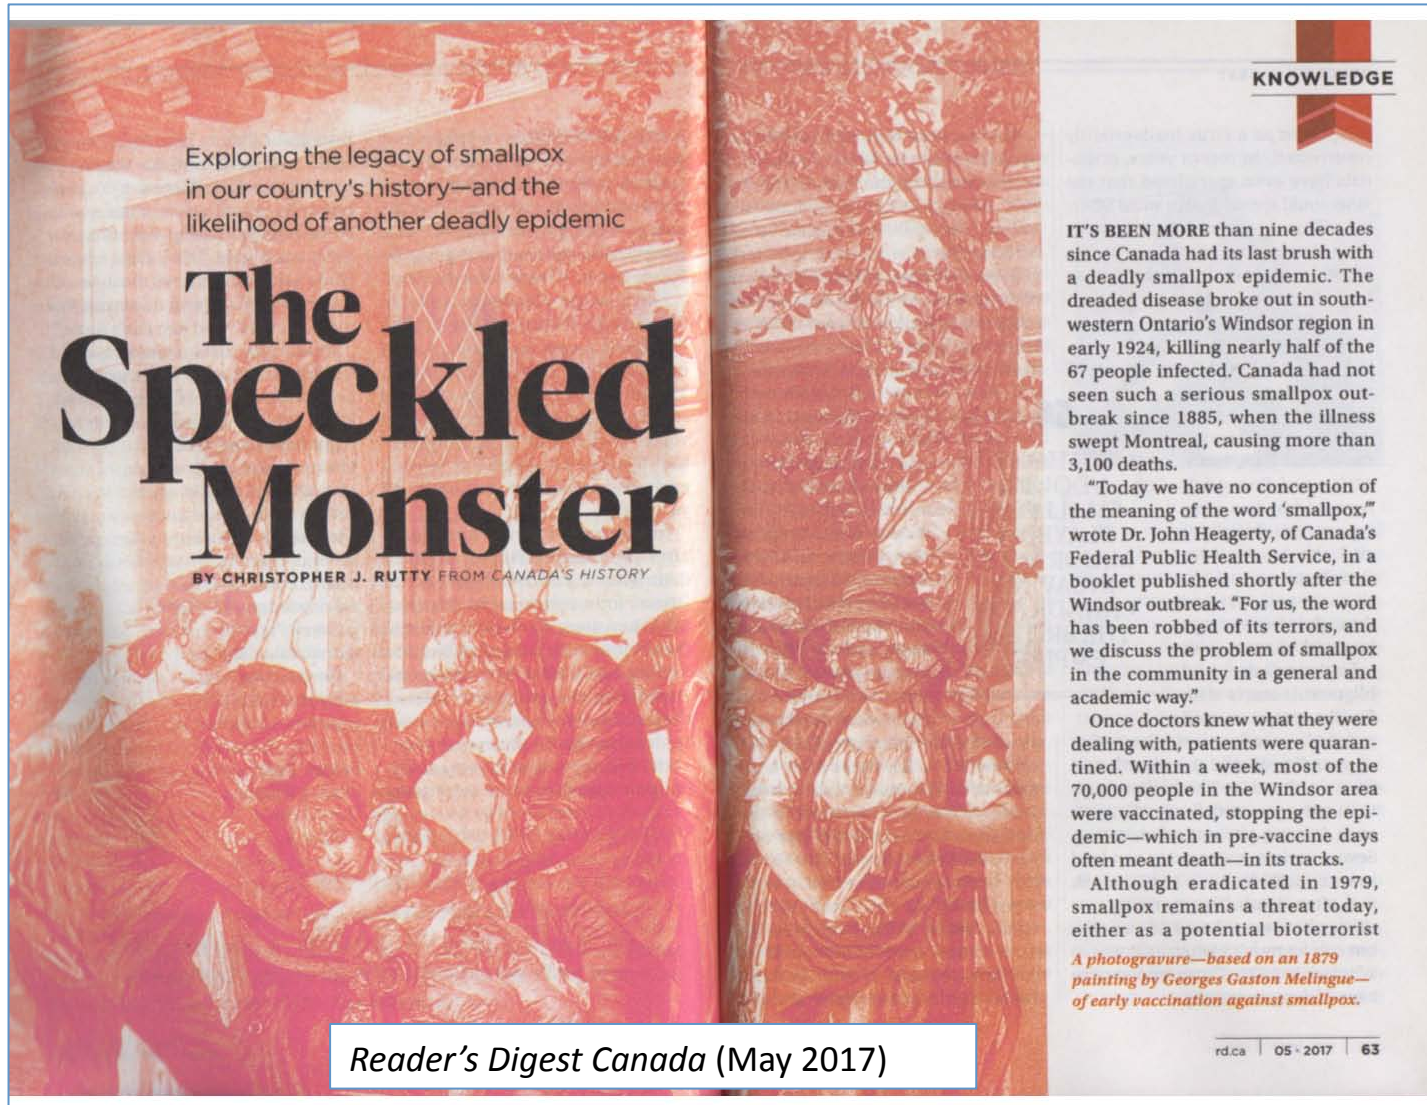 Exploring the legacy of smallpox
in our country's history—and the
likelihood of another deadly epidemic
The
Speckled
Monster
BY CHRISTOPHER J. RUTTY FROM CANADA'S HISTORY
KNOWLEDGE
IT'S BEEN MORE than nine decades
since Canada had its last brush with
a deadly smallpox epidemic. The
dreaded disease broke out in south-
western Ontario's Windsor region in
early 1924, killing nearly half of the
67 people infected. Canada had not
seen such a serious smallpox out-
break since 1885, when the illness
swept Montreal, causing more than
3,100 deaths.
"Today we have no conception of
the meaning of the word 'smallpox,'"
wrote Dr. John Heagerty, of Canada's
Federal Public Health Service, in a
booklet published shortly after the
Windsor outbreak. "For us, the word
has been robbed of its terrors, and
we discuss the problem of smallpox
in the community in a general and
academic way."
Once doctors knew what they were
dealing with, patients were quaran-
tined. Within a week, most of the
70,000 people in the Windsor area
were vaccinated, stopping the epi-
demic—which in pre-vaccine days
often meant death—in its tracks.
Although eradicated in 1979,
smallpox remains a threat today,
either as a potential bioterrorist
A photogravure—based on an 1879
painting by Georges Gaston Melingue—
of early vaccination against smallpox.
rd.ca | 05 · 2017 | 63
Reader's Digest Canada (May 2017)